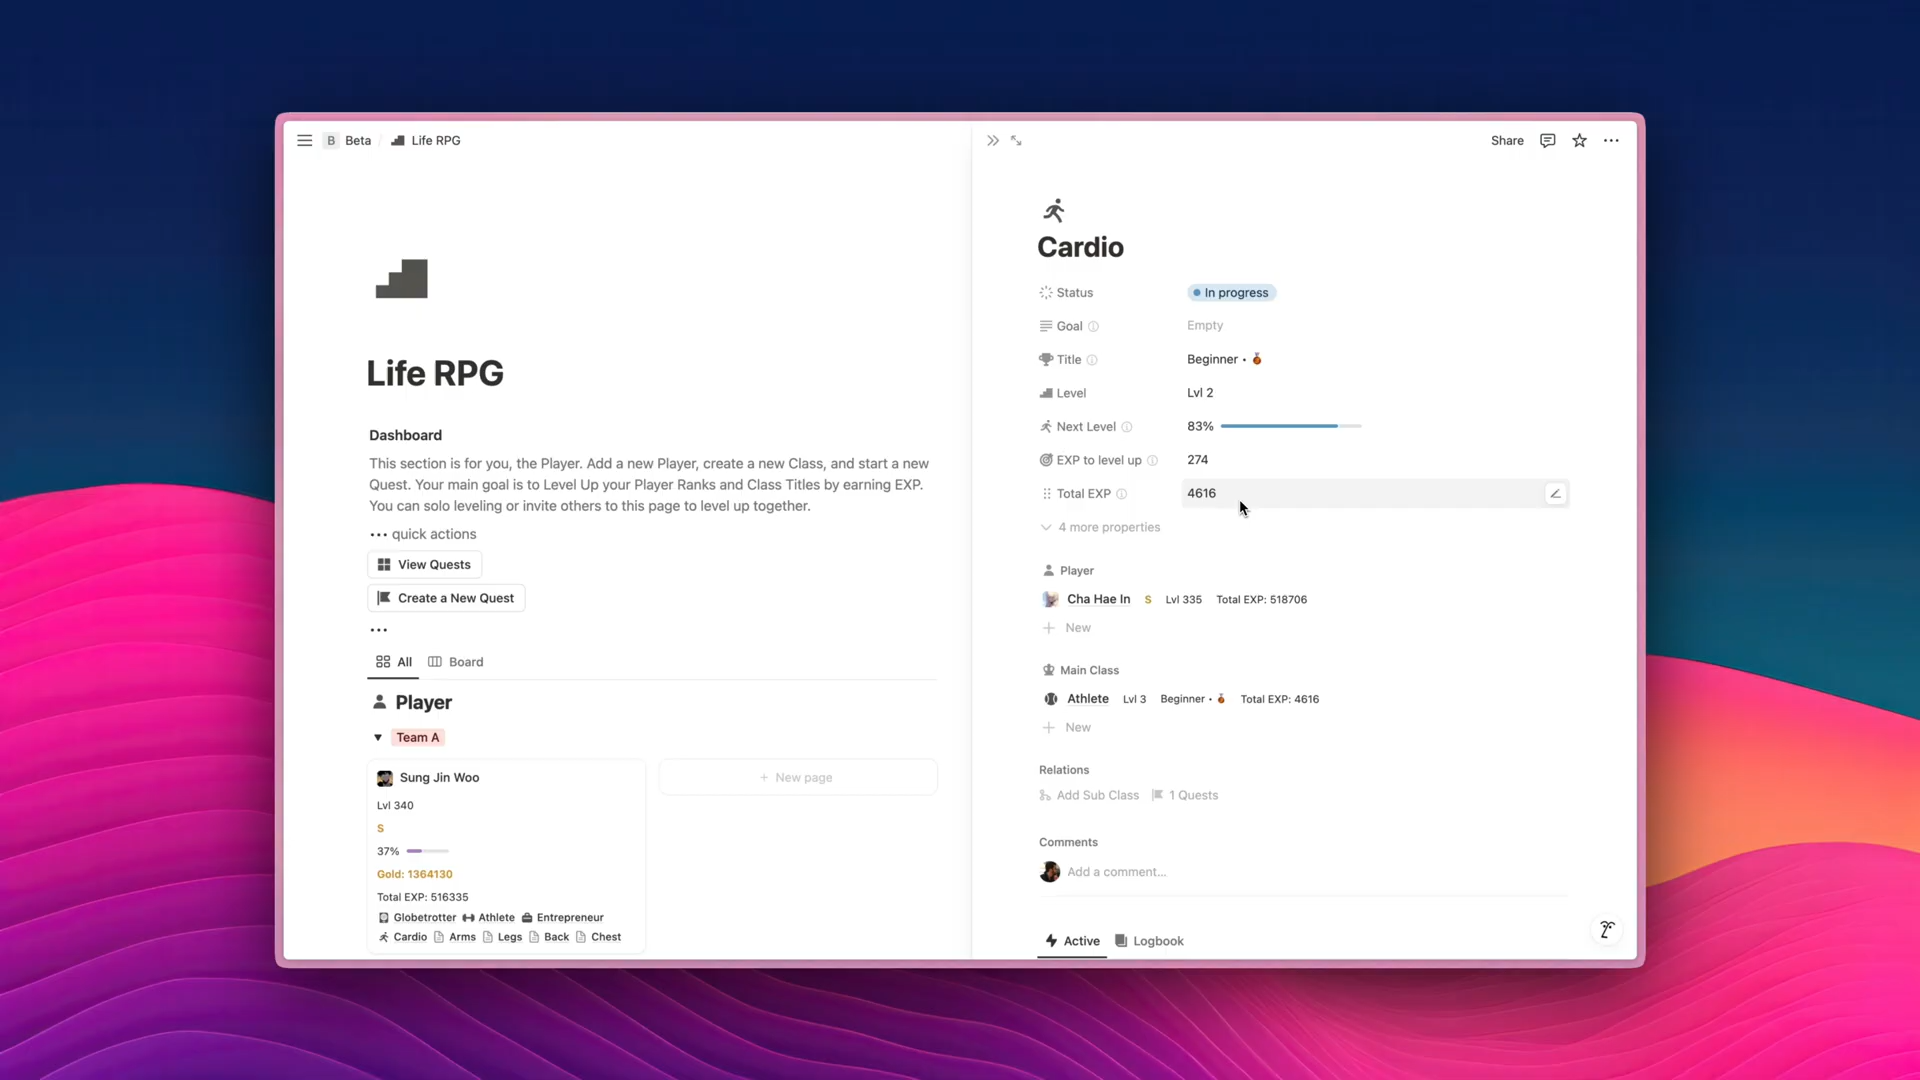 B Beta / Life RPG
Life RPG
Dashboard
This section is for you, the Player. Add a new Player, create a new Class, and start a new
Quest. Your main goal is to Level Up your Player Ranks and Class Titles by earning EXP.
You can solo leveling or invite others to this page to level up together.
••• quick actions
View Quests
Create a New Quest
•••
All Board
Player
Team A
Sung Jin Woo
Lvl 340
S
37%
Gold: 1364130
Total EXP: 516335
Globetrotter Athlete Entrepreneur
Cardio Arms Legs Back Chest
+ New page
Share
Cardio
Status In progress
Goal Empty
Title Beginner •
Level Lvl 2
Next Level 83%
EXP to level up 274
Total EXP 4616
4 more properties
Player
Cha Hae In S Lvl 335 Total EXP: 518706
+ New
Main Class
Athlete Lvl 3 Beginner • Total EXP: 4616
+ New
Relations
Add Sub Class 1 Quests
Comments
Add a comment…
Active Logbook